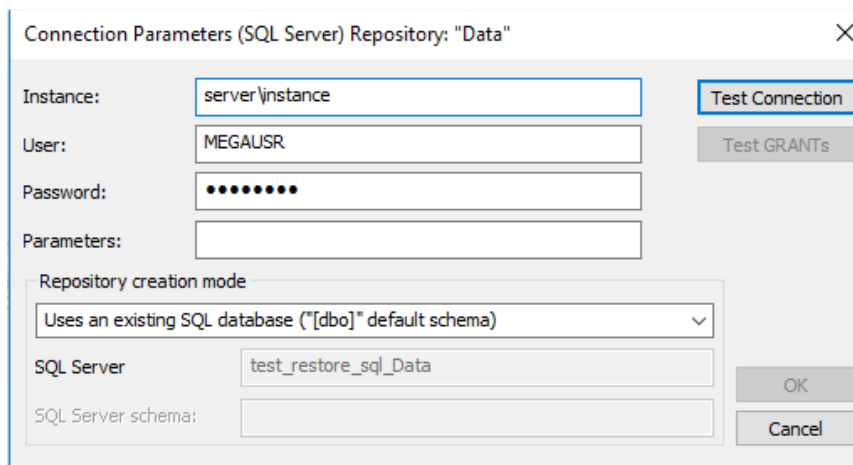 Connection Parameters (SQL Server) Repository: "Data"
Instance: server\instance Test Connection
User: MEGAUSR Test GRANTs
Password: ●●●●●●●●
Parameters:
Repository creation mode
Uses an existing SQL database ("[dbo]" default schema)
SQL Server test_restore_sql_Data
OK
SQL Server schema:
Cancel